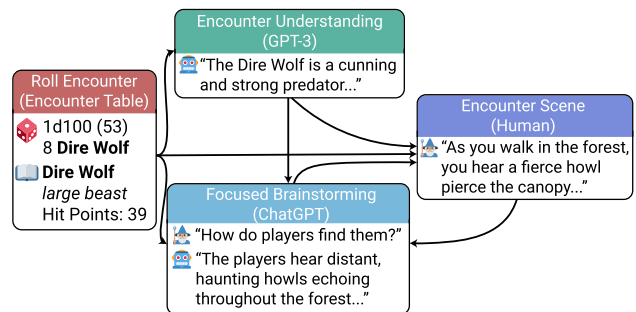 Roll Encounter
(Encounter Table)
1d100 (53)
8 Dire Wolf
Dire Wolf
large beast
Hit Points: 39
Encounter Understanding
(GPT-3)
“The Dire Wolf is a cunning
and strong predator...”
Focused Brainstorming
(ChatGPT)
“How do players find them?”
“The players hear distant,
haunting howls echoing
throughout the forest...”
Encounter Scene
(Human)
“As you walk in the forest,
you hear a fierce howl
pierce the canopy...”